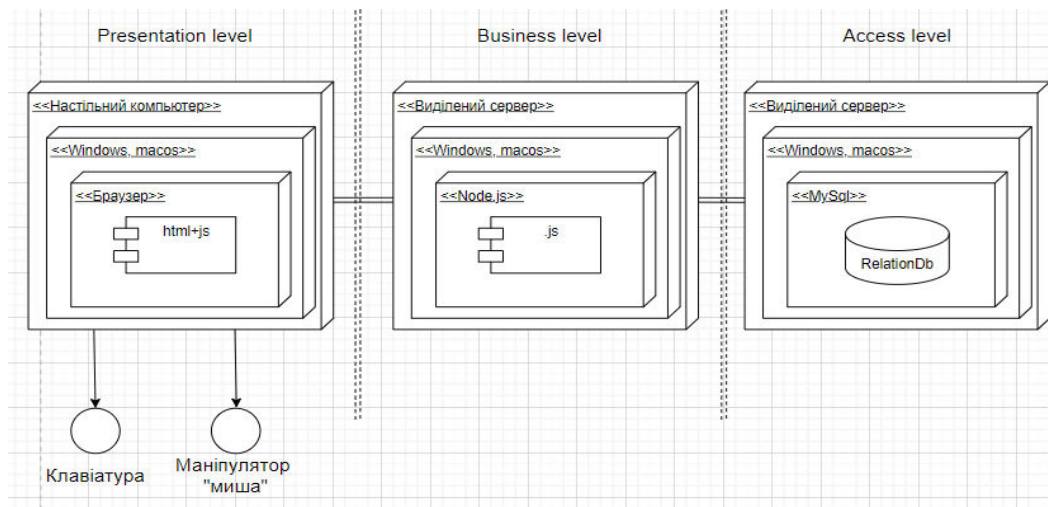 Presentation level
Business level
Access level
<<Настільний компьютер>>
<<Виділений сервер>>
<<Виділений сервер>>
<<Windows, macos>>
<<Windows, macos>>
<<Windows, macos>>
<<Браузер>>
<<Node.js>>
<<MySql>>
html+js
.js
RelationDb
Клавіатура
Маніпулятор
"миша"